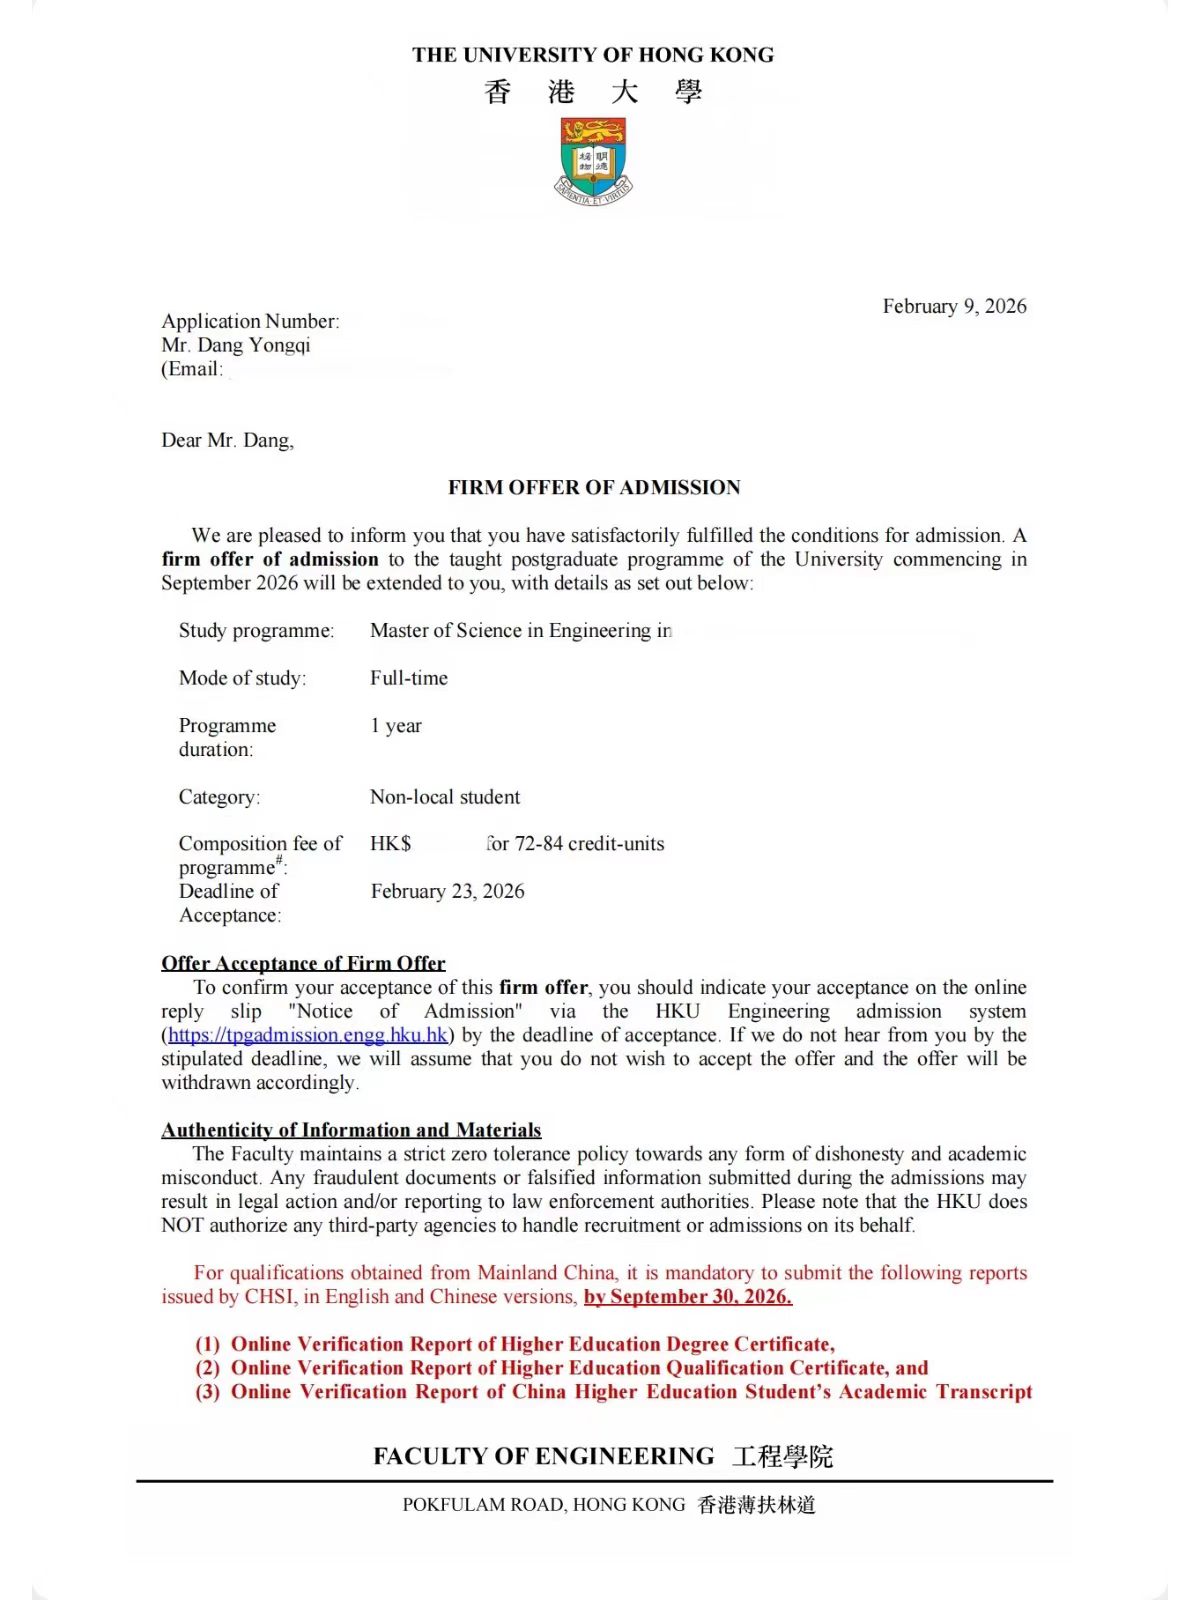 THE UNIVERSITY OF HONG KONG
香 港 大 學
SAPIENTIA·ET·VIRTUS
February 9, 2026
Application Number:
Mr. Dang Yongqi
(Email:
Dear Mr. Dang,
FIRM OFFER OF ADMISSION
We are pleased to inform you that you have satisfactorily fulfilled the conditions for admission. A
firm offer of admission to the taught postgraduate programme of the University commencing in
September 2026 will be extended to you, with details as set out below:
Study programme: Master of Science in Engineering in
Mode of study: Full-time
Programme 1 year
duration:
Category: Non-local student
Composition fee of HK$ for 72-84 credit-units
programme#:
Deadline of February 23, 2026
Acceptance:
Offer Acceptance of Firm Offer
To confirm your acceptance of this firm offer, you should indicate your acceptance on the online
reply slip "Notice of Admission" via the HKU Engineering admission system
(https://tpgadmission.engg.hku.hk) by the deadline of acceptance. If we do not hear from you by the
stipulated deadline, we will assume that you do not wish to accept the offer and the offer will be
withdrawn accordingly.
Authenticity of Information and Materials
The Faculty maintains a strict zero tolerance policy towards any form of dishonesty and academic
misconduct. Any fraudulent documents or falsified information submitted during the admissions may
result in legal action and/or reporting to law enforcement authorities. Please note that the HKU does
NOT authorize any third-party agencies to handle recruitment or admissions on its behalf.
For qualifications obtained from Mainland China, it is mandatory to submit the following reports
issued by CHSI, in English and Chinese versions, by September 30, 2026.
(1) Online Verification Report of Higher Education Degree Certificate,
(2) Online Verification Report of Higher Education Qualification Certificate, and
(3) Online Verification Report of China Higher Education Student’s Academic Transcript
FACULTY OF ENGINEERING 工程學院
POKFULAM ROAD, HONG KONG 香港薄扶林道